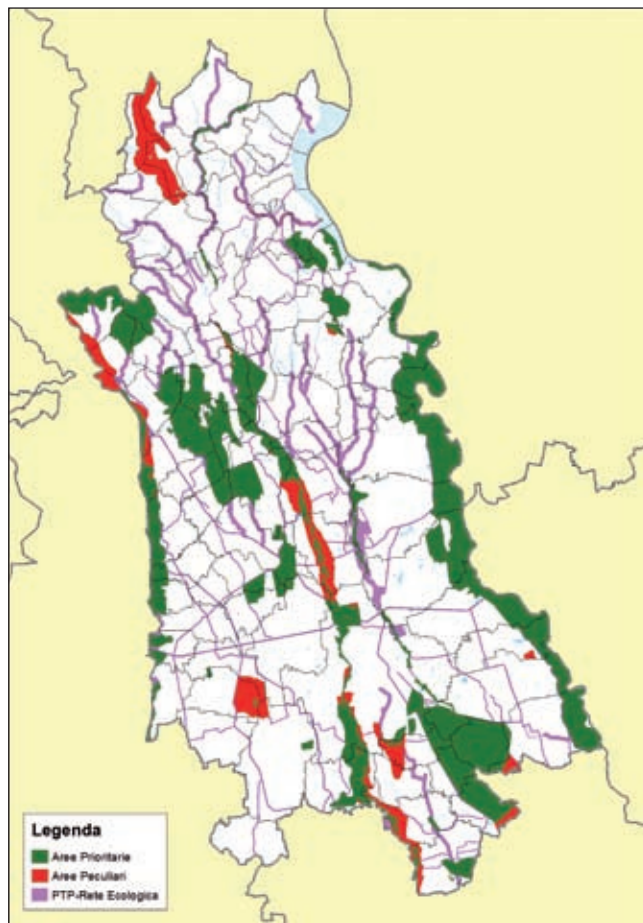 Legenda
Aree Prioritarie
Aree Peculiari
PTP-Rete Ecologica